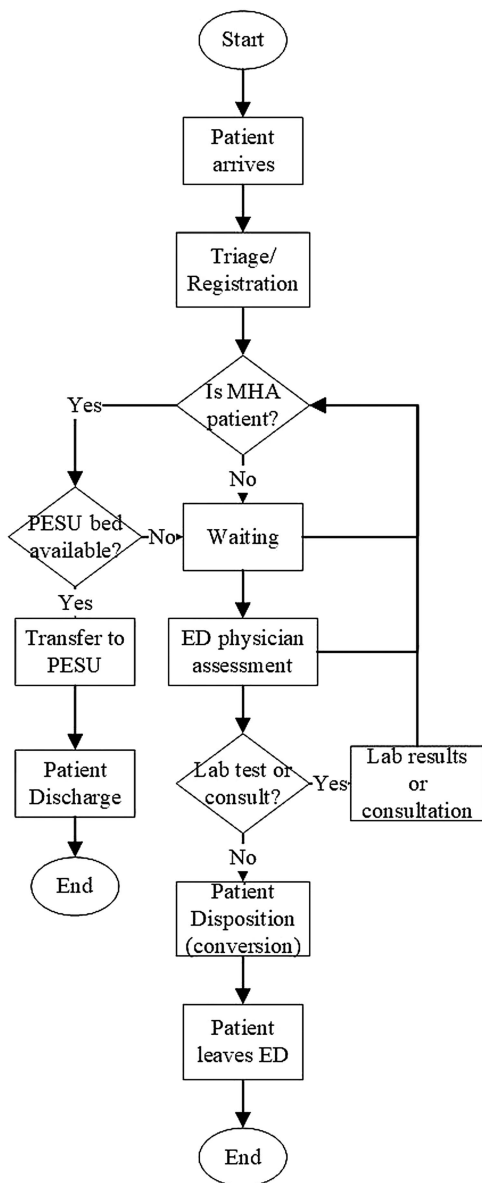 Start
Patient
arrives
Triage/
Registration
Is MHA
patient?
Yes
No
PESU bed
available?
No
Waiting
Yes
Transfer to
PESU
ED physician
assessment
Patient
Discharge
Lab test or
consult?
Yes
Lab results
or
consultation
End
No
Patient
Disposition
(conversion)
Patient
leaves ED
End